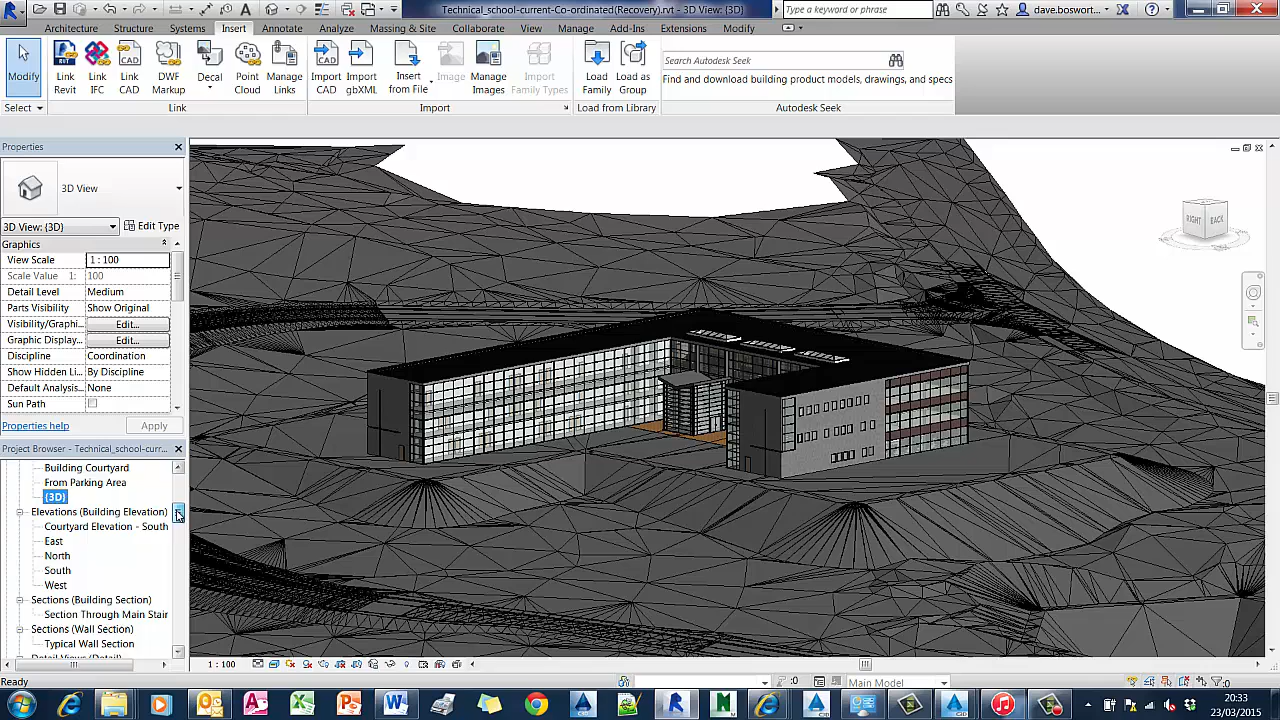 Technical_school-current-Co-ordinated(Recovery).rvt - 3D View: {3D}
Type a keyword or phrase
dave.boswort...
Architecture Structure Systems Insert Annotate Analyze Massing & Site Collaborate View Manage Add-Ins Extensions Modify
Modify
Link Revit
Link IFC
Link CAD
DWF Markup
Decal
Point Cloud
Manage Links
Import CAD
Import gbXML
Insert from File
Image
Manage Images
Import Family Types
Load Family
Load as Group
Search Autodesk Seek
Find and download building product models, drawings, and specs
Select
Link
Import
Load from Library
Autodesk Seek
Properties
3D View
3D View: {3D}
Edit Type
Graphics
View Scale 1 : 100
Scale Value 1: 100
Detail Level Medium
Parts Visibility Show Original
Visibility/Graphi... Edit...
Graphic Display... Edit...
Discipline Coordination
Show Hidden Li... By Discipline
Default Analysis... None
Sun Path
Properties help
Apply
Project Browser - Technical_school-curr...
Building Courtyard
From Parking Area
{3D}
Elevations (Building Elevation)
Courtyard Elevation - South
East
North
South
West
Sections (Building Section)
Section Through Main Stair
Sections (Wall Section)
Typical Wall Section
Detail Views (Detail)
RIGHT
BACK
1 : 100
Ready
:0
Main Model
:0
20:33
23/03/2015